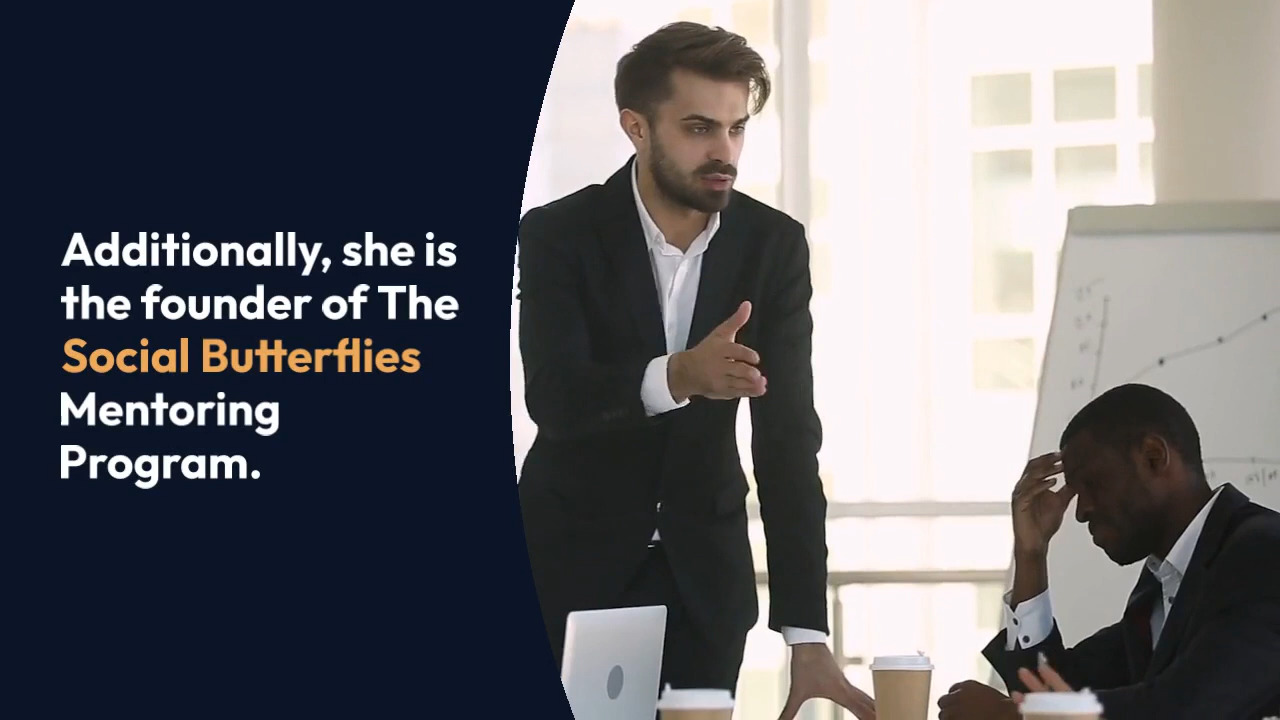 Additionally, she is
the founder of The
Social Butterflies
Mentoring
Program.